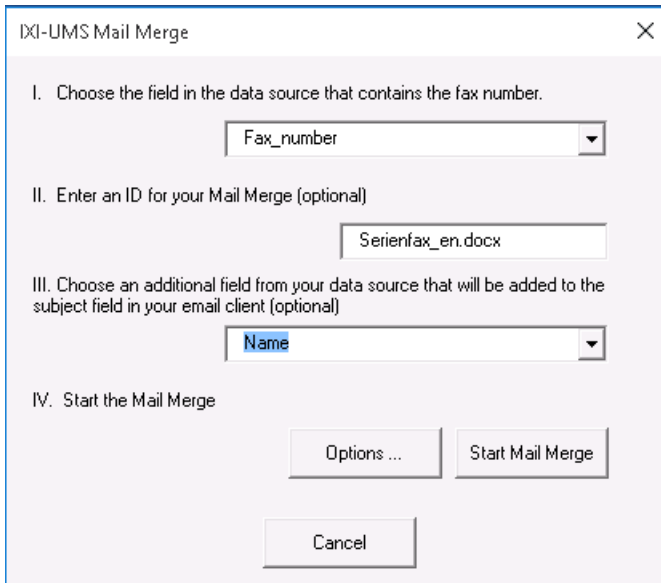 IXI-UMS Mail Merge
I. Choose the field in the data source that contains the fax number.
Fax_number
II. Enter an ID for your Mail Merge (optional)
Serienfax_en.docx
III. Choose an additional field from your data source that will be added to the
subject field in your email client (optional)
Name
IV. Start the Mail Merge
Options ...
Start Mail Merge
Cancel